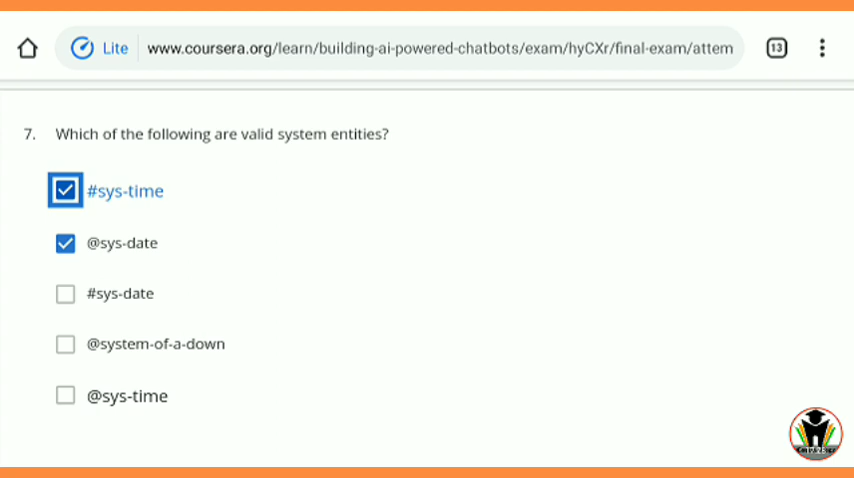 Lite www.coursera.org/learn/building-ai-powered-chatbots/exam/hyCXr/final-exam/attem 13
7. Which of the following are valid system entities?
#sys-time
@sys-date
#sys-date
@system-of-a-down
@sys-time